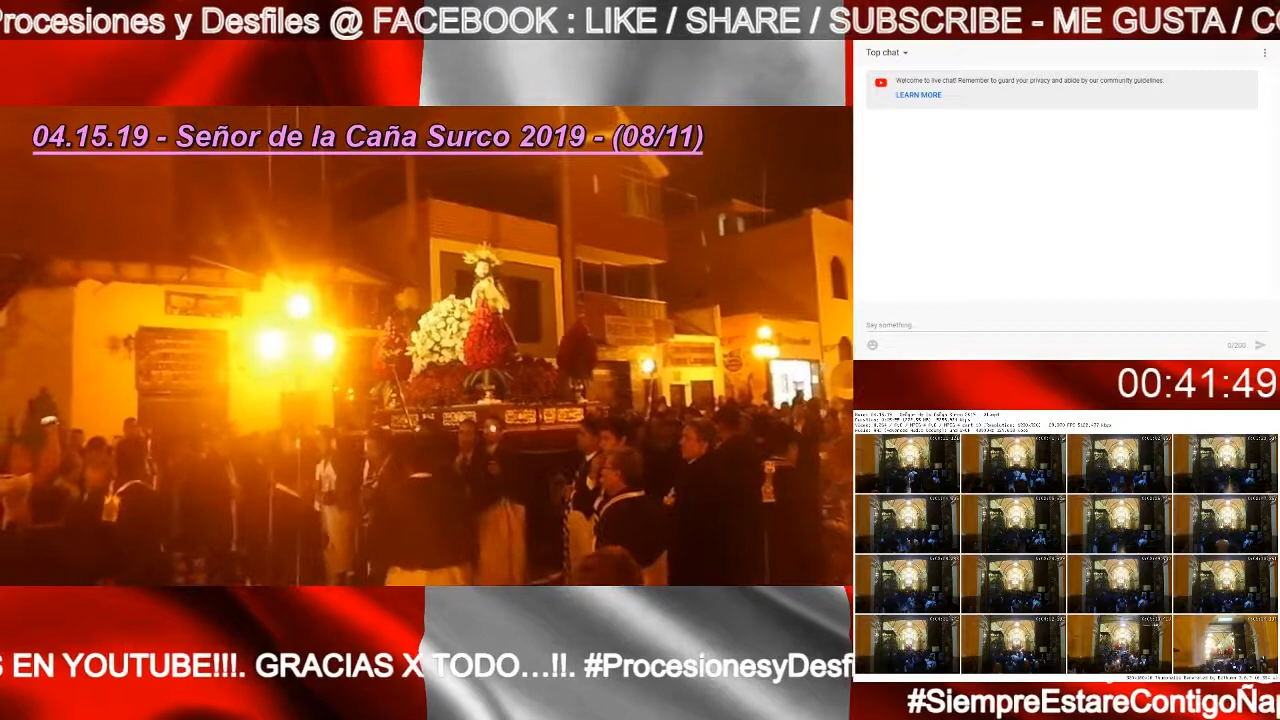 Procesiones y Desfiles @ FACEBOOK : LIKE / SHARE / SUBSCRIBE - ME GUSTA / C
04.15.19 - Señor de la Caña Surco 2019 - (08/11)
Top chat
Welcome to live chat! Remember to guard your privacy and abide by our community guidelines.
LEARN MORE
Say something...
0/200
00:41:49
S EN YOUTUBE!!!. GRACIAS X TODO...!!. #ProcesionesyDesfi
#SiempreEstareContigoÑa